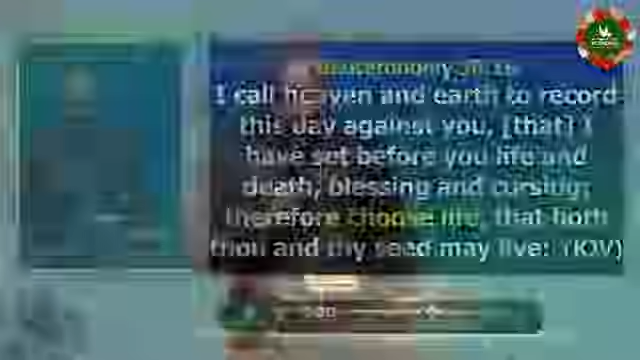 I call heaven and earth to record
this day against you, [that] I
have set before you life and
death, blessing and cursing:
therefore choose life, that both
thou and thy seed may live: (KJV)